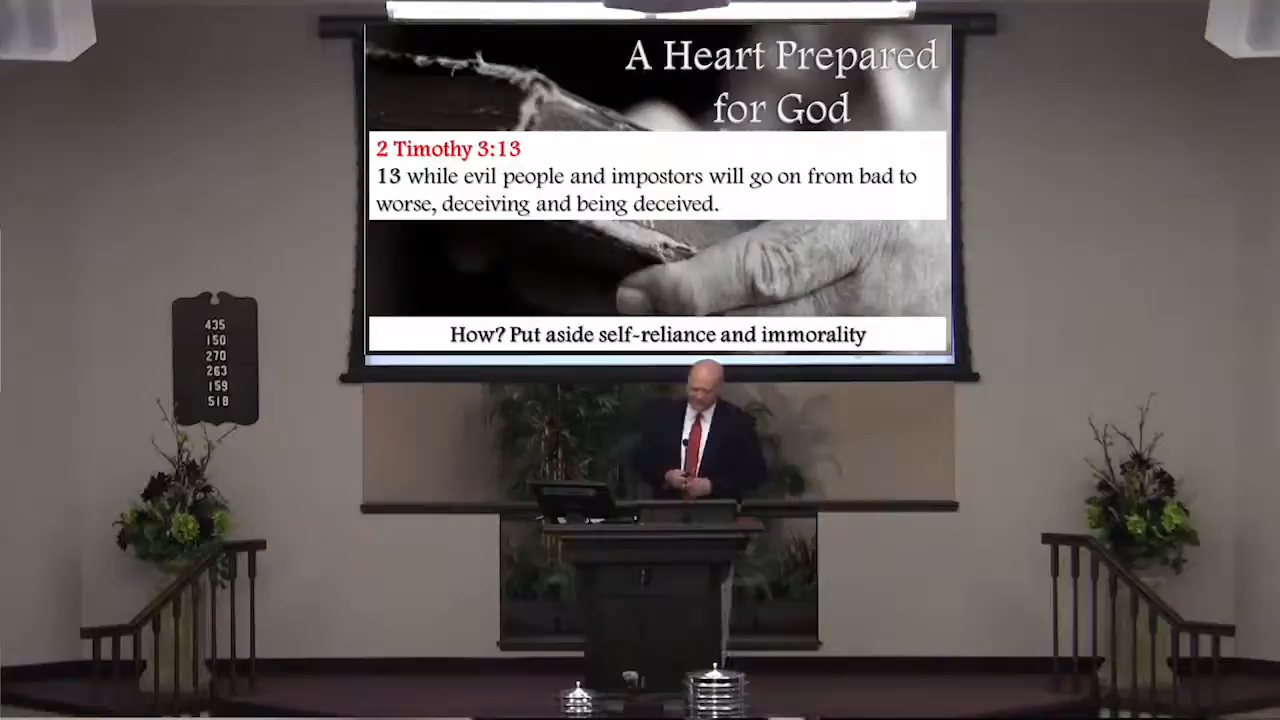 A Heart Prepared
for God
2 Timothy 3:13
13 while evil people and impostors will go on from bad to
worse, deceiving and being deceived.
How? Put aside self-reliance and immorality
435
150
270
263
159
518